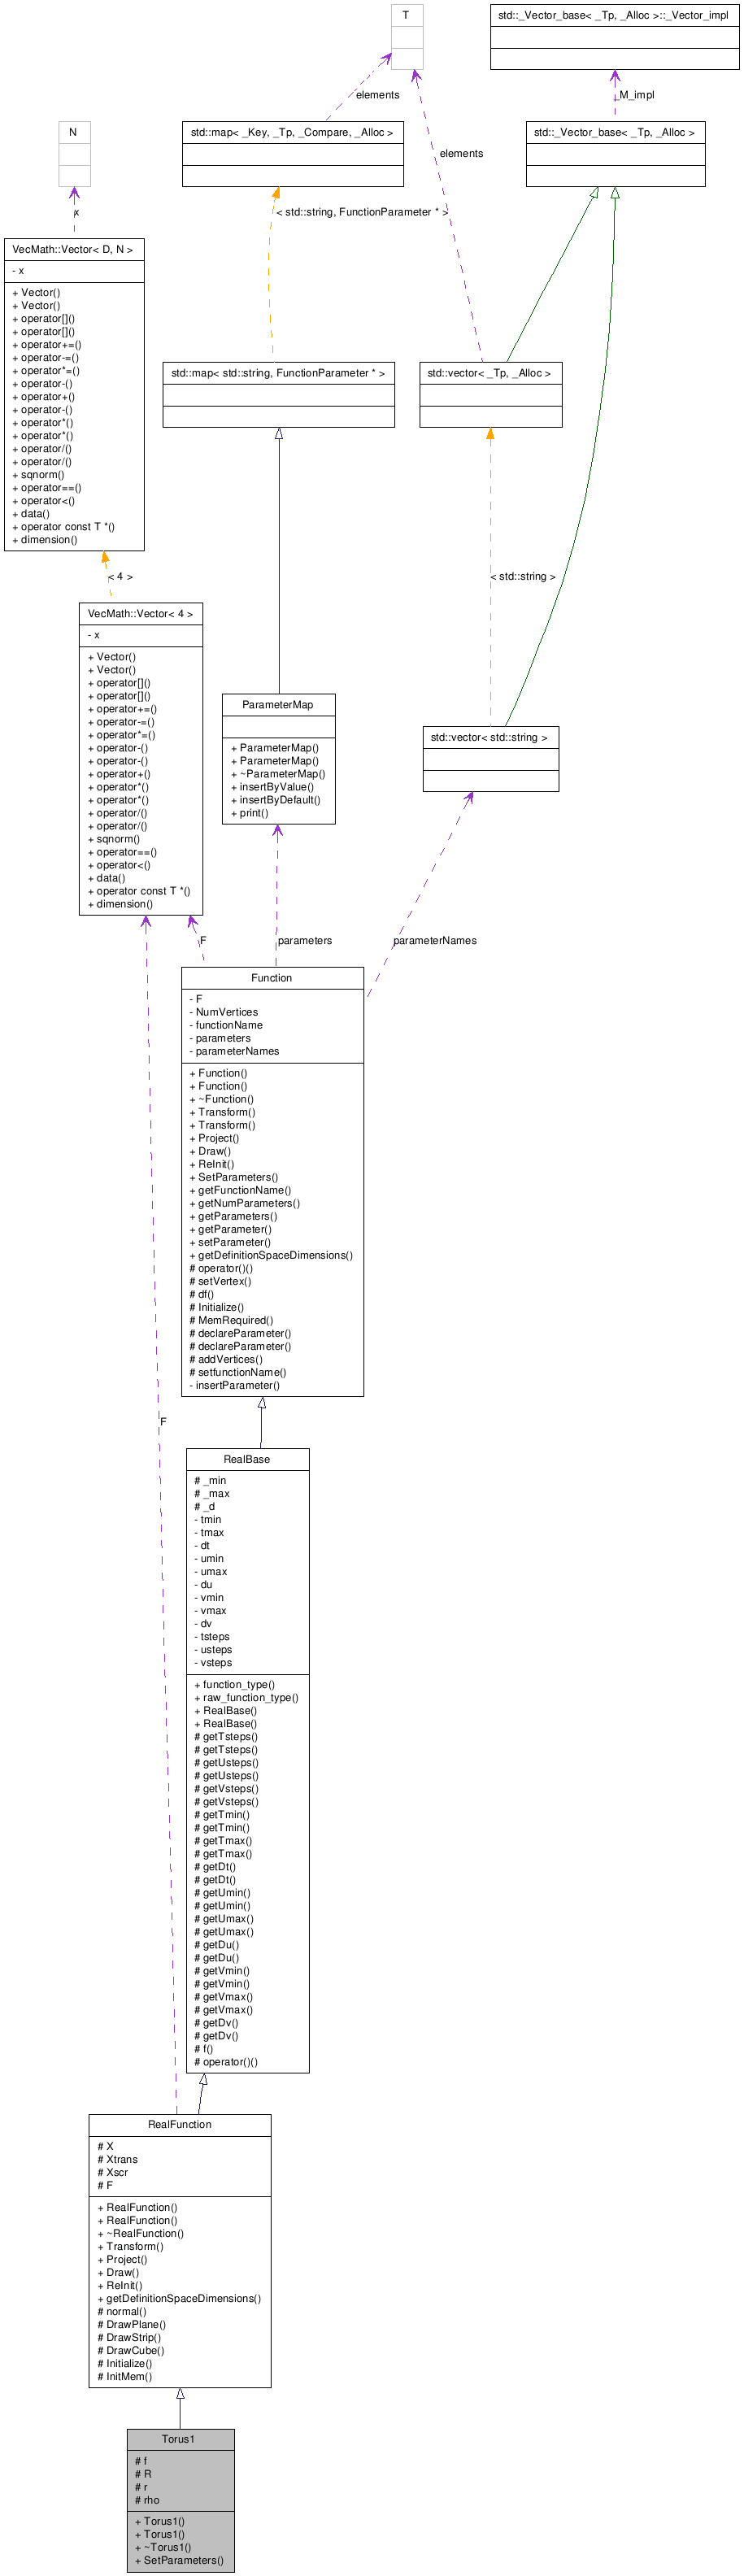 T
std::_Vector_base< _Tp, _Alloc >::_Vector_impl
elements
_M_impl
N
std::map< _Key, _Tp, _Compare, _Alloc >
std::_Vector_base< _Tp, _Alloc >
elements
x
< std::string, FunctionParameter * >
VecMath::Vector< D, N >
- x
+ Vector()
+ Vector()
+ operator[]()
+ operator[]()
+ operator+=()
+ operator-=()
+ operator*=()
+ operator-()
+ operator+()
+ operator-()
+ operator*()
+ operator*()
+ operator/()
+ operator/()
+ sqnorm()
+ operator==()
+ operator<()
+ data()
+ operator const T *()
+ dimension()
std::map< std::string, FunctionParameter * >
std::vector< _Tp, _Alloc >
< 4 >
< std::string >
VecMath::Vector< 4 >
- x
+ Vector()
+ Vector()
+ operator[]()
+ operator[]()
+ operator+=()
+ operator-=()
+ operator*=()
+ operator-()
+ operator-()
+ operator+()
+ operator*()
+ operator*()
+ operator/()
+ operator/()
+ sqnorm()
+ operator==()
+ operator<()
+ data()
+ operator const T *()
+ dimension()
ParameterMap
+ ParameterMap()
+ ParameterMap()
+ ~ParameterMap()
+ insertByValue()
+ insertByDefault()
+ print()
std::vector< std::string >
F
parameters
parameterNames
Function
- F
- NumVertices
- functionName
- parameters
- parameterNames
+ Function()
+ Function()
+ ~Function()
+ Transform()
+ Transform()
+ Project()
+ Draw()
+ ReInit()
+ SetParameters()
+ getFunctionName()
+ getNumParameters()
+ getParameters()
+ getParameter()
+ setParameter()
+ getDefinitionSpaceDimensions()
# operator()()
# setVertex()
# df()
# Initialize()
# MemRequired()
# declareParameter()
# declareParameter()
# addVertices()
# setfunctionName()
- insertParameter()
F
RealBase
# _min
# _max
# _d
- tmin
- tmax
- dt
- umin
- umax
- du
- vmin
- vmax
- dv
- tsteps
- usteps
- vsteps
+ function_type()
+ raw_function_type()
+ RealBase()
+ RealBase()
# getTsteps()
# getTsteps()
# getUsteps()
# getUsteps()
# getVsteps()
# getVsteps()
# getTmin()
# getTmin()
# getTmax()
# getTmax()
# getDt()
# getDt()
# getUmin()
# getUmin()
# getUmax()
# getUmax()
# getDu()
# getDu()
# getVmin()
# getVmin()
# getVmax()
# getVmax()
# getDv()
# getDv()
# f()
# operator()()
RealFunction
# X
# Xtrans
# Xscr
# F
+ RealFunction()
+ RealFunction()
+ ~RealFunction()
+ Transform()
+ Project()
+ Draw()
+ ReInit()
+ getDefinitionSpaceDimensions()
# normal()
# DrawPlane()
# DrawStrip()
# DrawCube()
# Initialize()
# InitMem()
Torus1
# f
# R
# r
# rho
+ Torus1()
+ Torus1()
+ ~Torus1()
+ SetParameters()